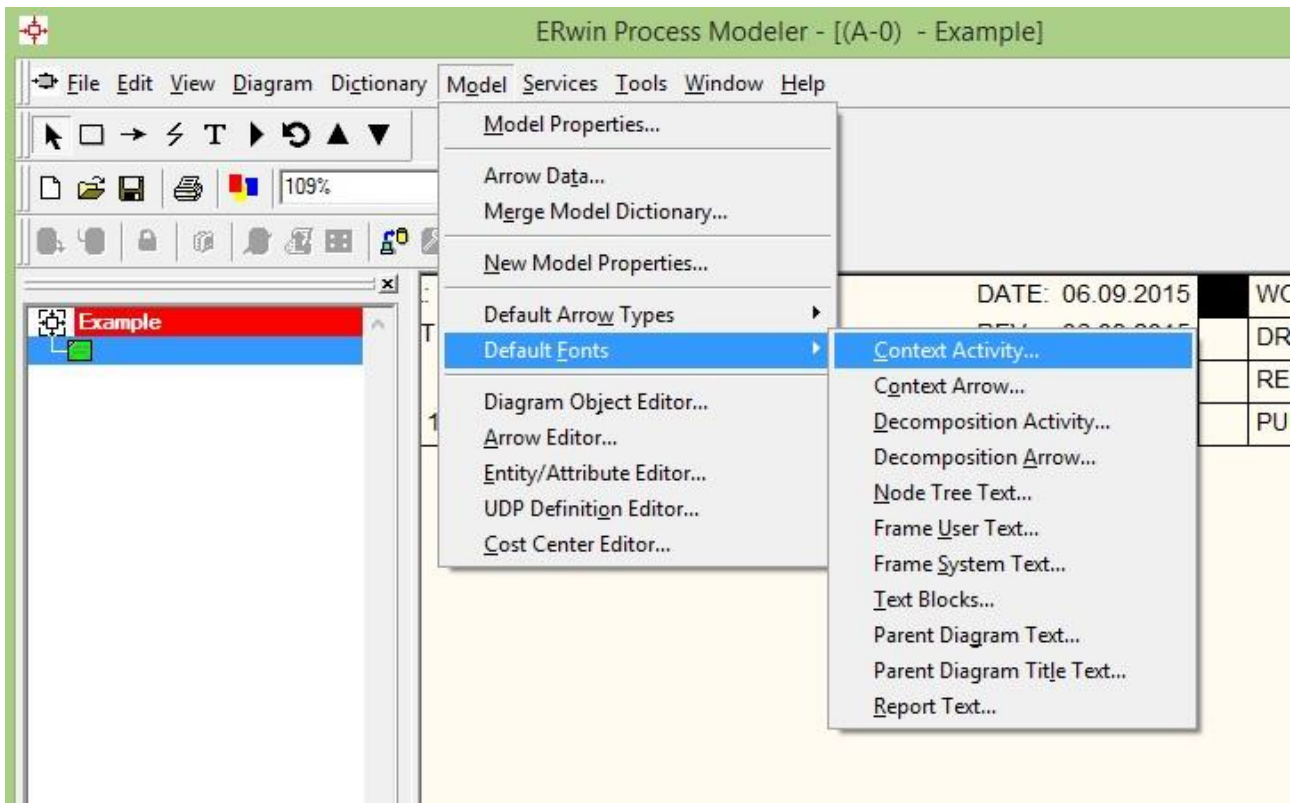 ERwin Process Modeler - [(A-0) - Example]
File Edit View Diagram Dictionary Model Services Tools Window Help
Model Properties...
109%
Arrow Data...
Merge Model Dictionary...
New Model Properties...
Default Arrow Types
Default Fonts
Diagram Object Editor...
Arrow Editor...
Entity/Attribute Editor...
UDP Definition Editor...
Cost Center Editor...
Context Activity...
Context Arrow...
Decomposition Activity...
Decomposition Arrow...
Node Tree Text...
Frame User Text...
Frame System Text...
Text Blocks...
Parent Diagram Text...
Parent Diagram Title Text...
Report Text...
Example
DATE: 06.09.2015
WO
DR
RE
PU